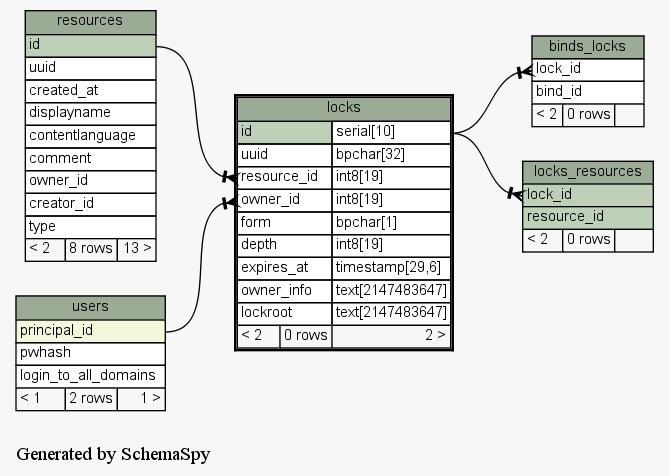 resources
id
uuid
created_at
displayname
contentlanguage
comment
owner_id
creator_id
type
< 2 8 rows 13 >
users
principal_id
pwhash
login_to_all_domains
< 1 2 rows 1 >
locks
id serial[10]
uuid bpchar[32]
resource_id int8[19]
owner_id int8[19]
form bpchar[1]
depth int8[19]
expires_at timestamp[29,6]
owner_info text[2147483647]
lockroot text[2147483647]
< 2 0 rows 2 >
binds_locks
lock_id
bind_id
< 2 0 rows
locks_resources
lock_id
resource_id
< 2 0 rows
Generated by SchemaSpy